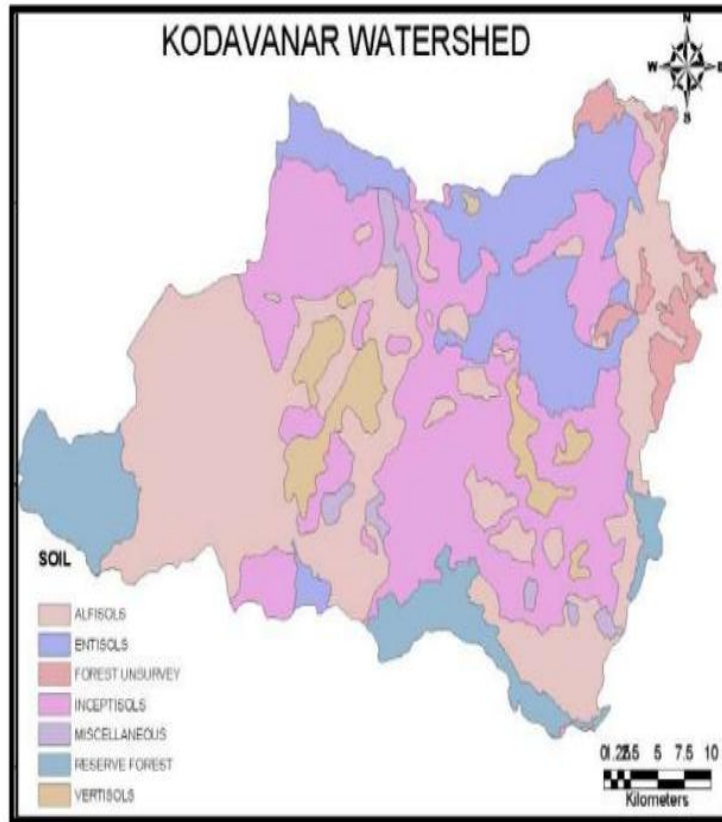 KODAVANAR WATERSHED
N
W E
S
SOIL
ALFISOLS
ENTISOLS
FOREST UNSURVEY
INCEPTISOLS
MISCELLANEOUS
RESERVE FOREST
VERTISOLS
5 7.5 10
Kilometers